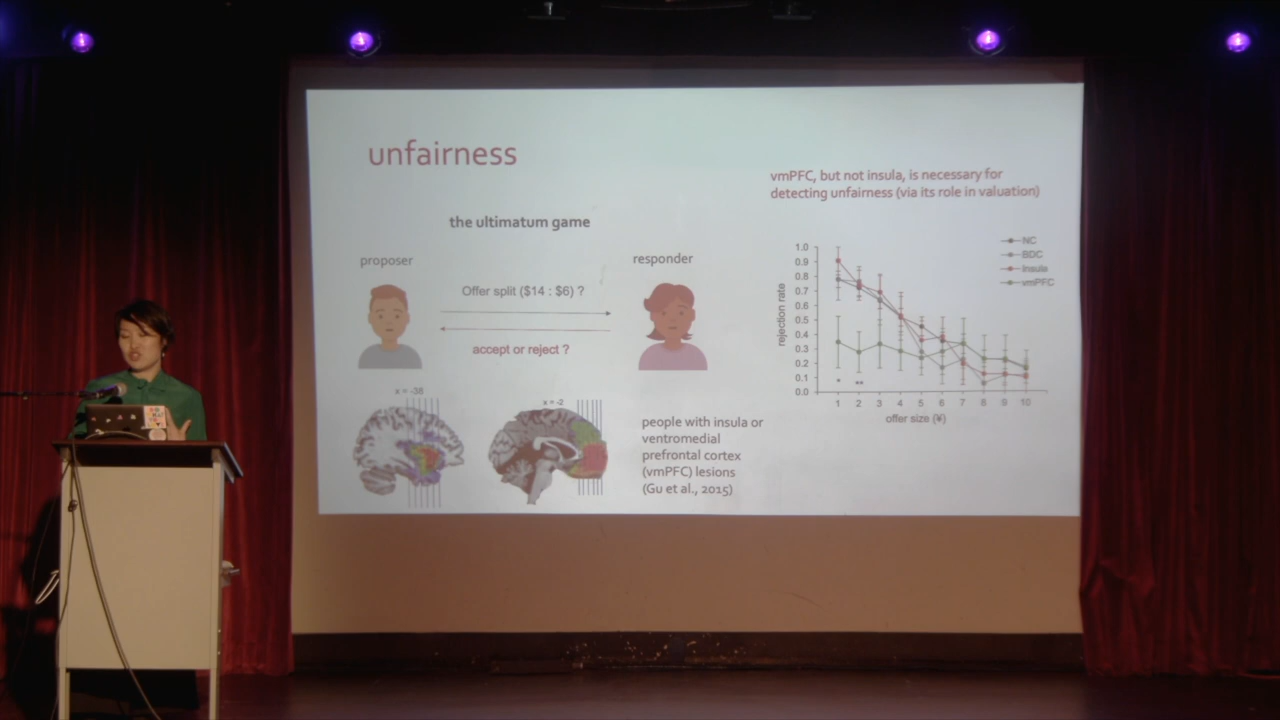 unfairness
vmPFC, but not insula, is necessary for
detecting unfairness (via its role in valuation)
the ultimatum game
proposer
responder
Offer split ($14 : $6) ?
accept or reject ?
x = -38
x = -2
people with insula or
ventromedial
prefrontal cortex
(vmPFC) lesions
(Gu et al., 2015)
NC
BDC
Insula
vmPFC
rejection rate
1.0
0.9
0.8
0.7
0.6
0.5
0.4
0.3
0.2
0.1
0.0
* **
1 2 3 4 5 6 7 8 9 10
offer size (¥)